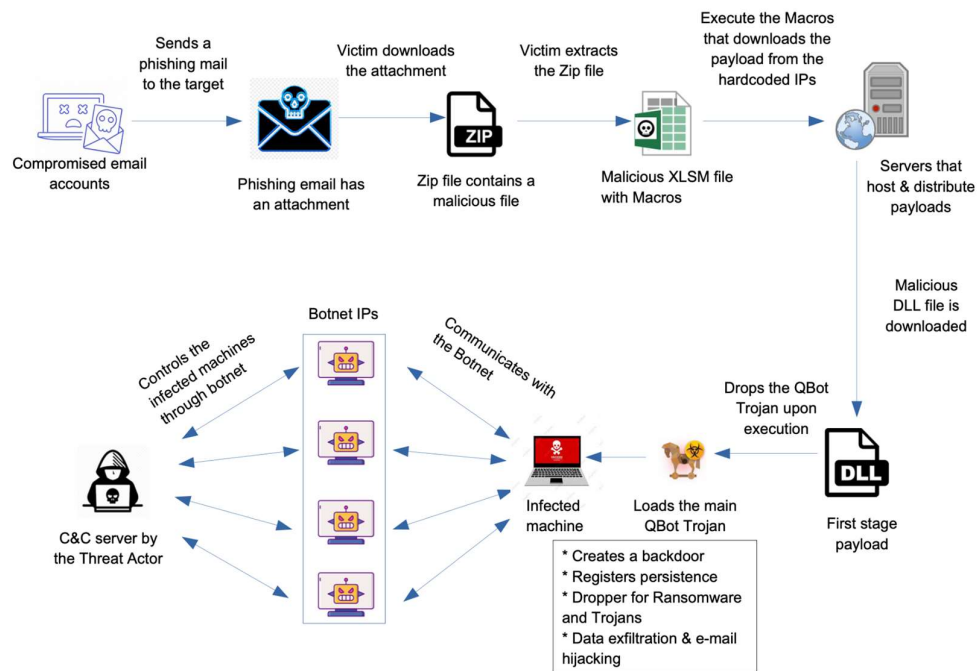 Sends a
phishing mail
to the target
Victim downloads
the attachment
Victim extracts
the Zip file
Execute the Macros
that downloads the
payload from the
hardcoded IPs
ZIP
Compromised email
accounts
Phishing email has
an attachment
Zip file contains a
malicious file
Malicious XLSM file
with Macros
Servers that
host & distribute
payloads
Malicious
DLL file is
downloaded
Botnet IPs
Controls the
infected machines
through botnet
Communicates with
the Botnet
Drops the QBot
Trojan upon
execution
DLL
C&C server by
the Threat Actor
Infected
machine
Loads the main
QBot Trojan
First stage
payload
* Creates a backdoor
* Registers persistence
* Dropper for Ransomware
and Trojans
* Data exfiltration & e-mail
hijacking